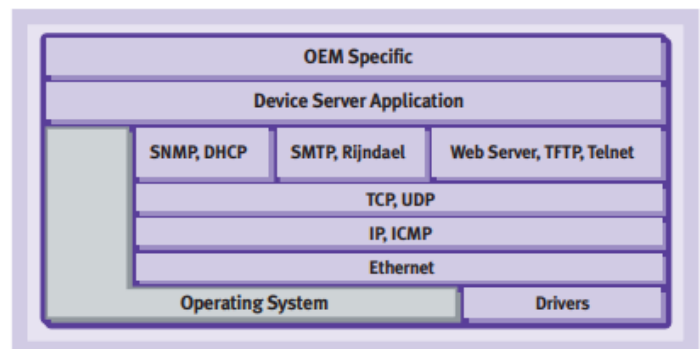 OEM Specific
Device Server Application
SNMP, DHCP
SMTP, Rijndael
Web Server, TFTP, Telnet
TCP, UDP
IP, ICMP
Ethernet
Operating System
Drivers